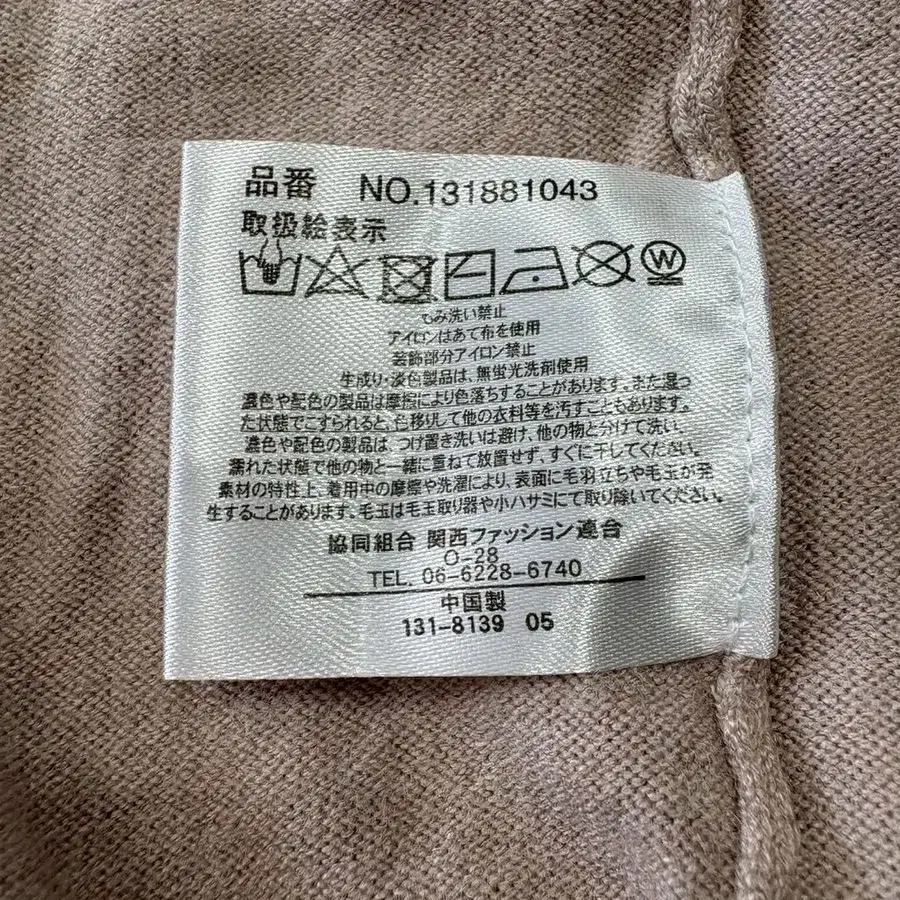 品番 NO.131881043
取扱絵表示
W
もみ洗い禁止
アイロンはあて布を使用
装飾部分アイロン禁止
生成り・淡色製品は、無蛍光洗剤使用
濃色や配色の製品は摩擦により色落ちすることがあります。また湿っ
た状態でこすられると、色移りして他の衣料等を汚すこともあります。
濃色や配色の製品は、つけ置き洗いは避け、他の物と分けて洗い、
濡れた状態で他の物と一緒に重ねて放置せず、すぐに干してください。
素材の特性上、着用中の摩擦や洗濯により、表面に毛羽立ちや毛玉が発
生することがあります。毛玉は毛玉取り器や小ハサミにて取り除いてください。
協同組合 関西ファッション連合
O-28
TEL. 06-6228-6740
中国製
131-8139 05